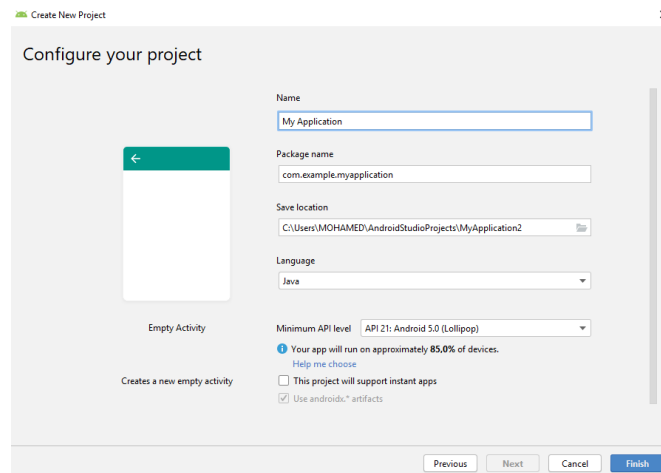 Create New Project
Configure your project
Name
My Application
Package name
com.example.myapplication
Save location
C:\Users\MOHAMED\AndroidStudioProjects\MyApplication2
Language
Java
Empty Activity
Minimum API level API 21: Android 5.0 (Lollipop)
Your app will run on approximately 85,0% of devices.
Help me choose
Creates a new empty activity
This project will support instant apps
Use androidx.* artifacts
Previous Next Cancel Finish